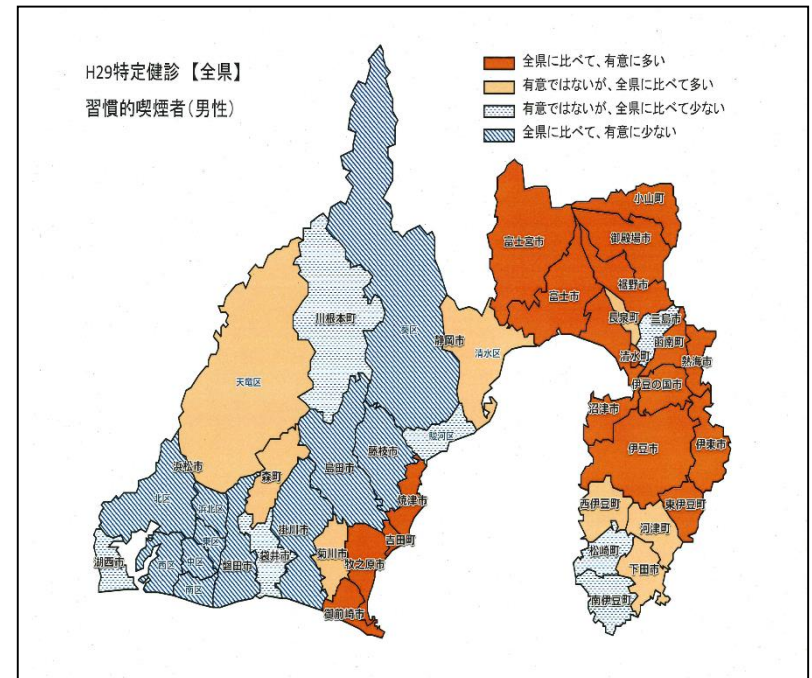 H29特定健診 【全県】
習慣的喫煙者(男性)
全県に比べて、有意に多い
有意ではないが、全県に比べて多い
有意ではないが、全県に比べて少ない
全県に比べて、有意に少ない
小山町
御殿場市
富士宮市
裾野市
富士市
長泉町
三島市
川根本町
葵区
静岡市
函南町
清水区
清水町
熱海市
天竜区
伊豆の国市
沼津市
駿河区
伊豆市
伊東市
藤枝市
島田市
浜松市
森町
焼津市
北区
浜北区
西伊豆町
東伊豆町
掛川市
河津町
吉田町
東区
湖西市
西区
中区
磐田市
袋井市
菊川市
牧之原市
松崎町
下田市
南区
御前崎市
南伊豆町